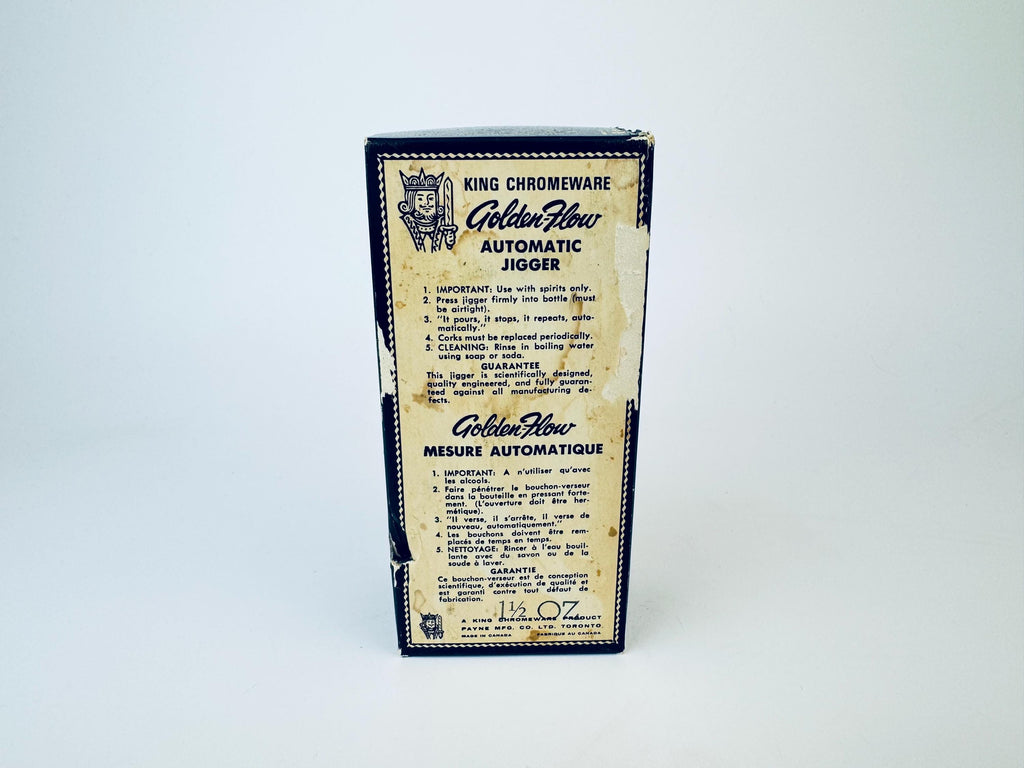 KING CHROMEWARE
Golden-Flow
AUTOMATIC
JIGGER
1. IMPORTANT: Use with spirits only.
2. Press jigger firmly into bottle (must
be airtight).
3. "It pours, it stops, it repeats, auto-
matically."
4. Corks must be replaced periodically.
5. CLEANING: Rinse in boiling water
using soap or soda.
GUARANTEE
This jigger is scientifically designed,
quality engineered, and fully guaran-
teed against all manufacturing de-
fects.
Golden-Flow
MESURE AUTOMATIQUE
1. IMPORTANT: A n'utiliser qu'avec
les alcools.
2. Faire pénétrer le bouchon-verseur
dans la bouteille en pressant forte-
ment. (L'ouverture doit être her-
métique).
3. "Il verse, il s'arrête, il verse de
nouveau, automatiquement."
4. Les bouchons doivent être rem-
placés de temps en temps.
5. NETTOYAGE: Rincer à l'eau bouil-
lante avec du savon ou de la
soude à laver.
GARANTIE
Ce bouchon-verseur est de conception
scientifique, d'exécution de qualité et
est garanti contre tout défaut de
fabrication.
1½ OZ
A KING CHROMEWARE PRODUCT
PAYNE MFG. CO. LTD. TORONTO
MADE IN CANADA FABRIQUE AU CANADA